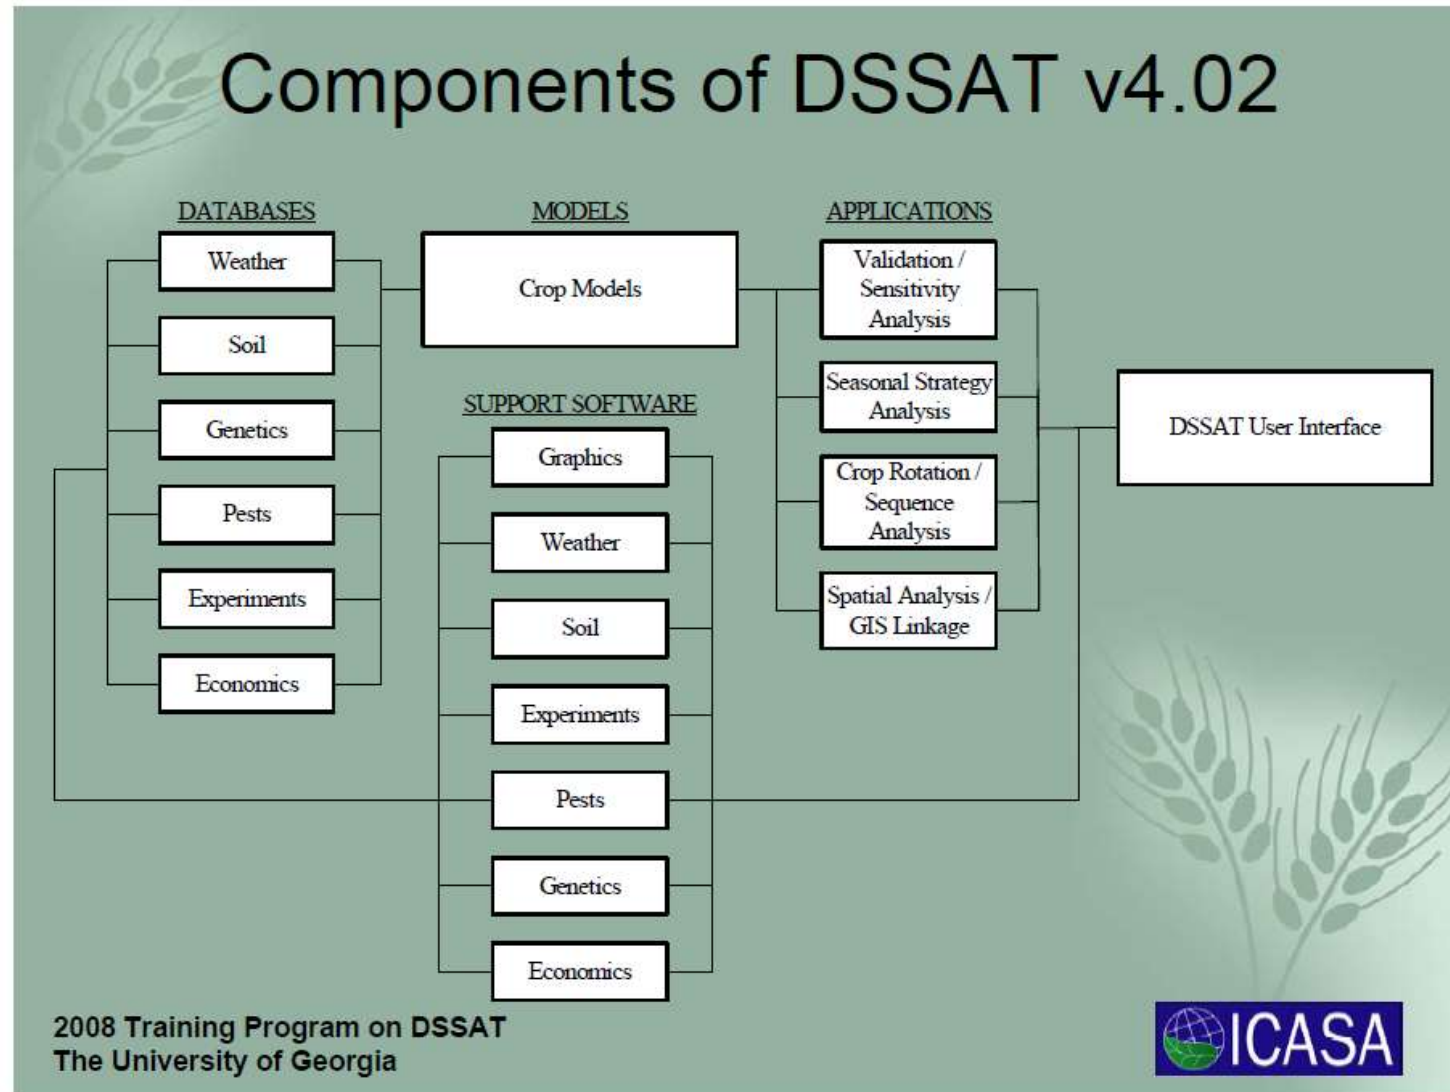 Components of DSSAT v4.02
DATABASES
Weather
Soil
Genetics
Pests
Experiments
Economics
MODELS
Crop Models
SUPPORT SOFTWARE
Graphics
Weather
Soil
Experiments
Pests
Genetics
Economics
APPLICATIONS
Validation /
Sensitivity
Analysis
Seasonal Strategy
Analysis
Crop Rotation /
Sequence
Analysis
Spatial Analysis /
GIS Linkage
DSSAT User Interface
2008 Training Program on DSSAT
The University of Georgia
ICASA